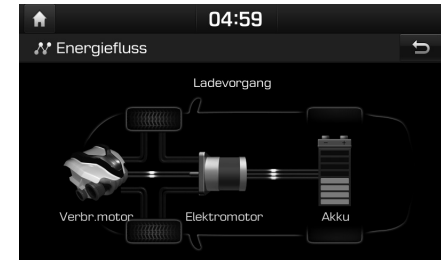 04:59
Energiefluss
Ladevorgang
Verbr.motor
Elektromotor
Akku